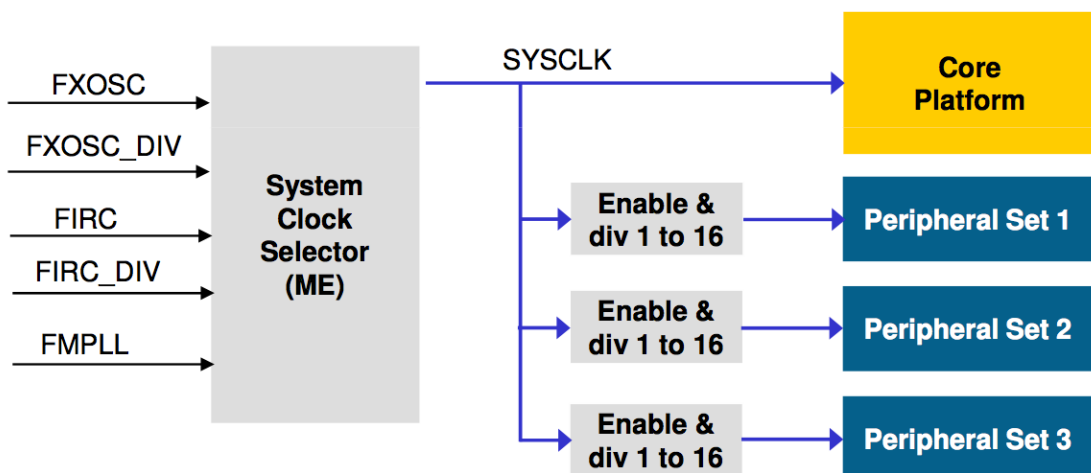 FXOSC
FXOSC_DIV
FIRC
FIRC_DIV
FMPLL
System
Clock
Selector
(ME)
SYSCLK
Core
Platform
Enable &
div 1 to 16
Peripheral Set 1
Enable &
div 1 to 16
Peripheral Set 2
Enable &
div 1 to 16
Peripheral Set 3